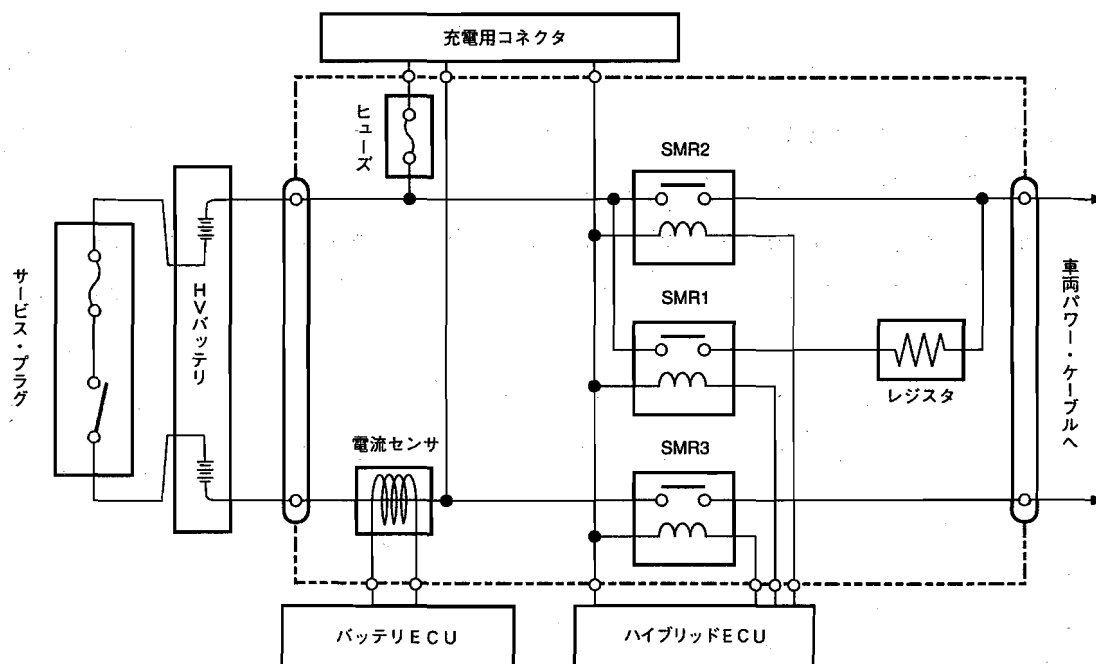 充電用コネクタ
ヒューズ
SMR2
サービス・プラグ
HVバッテリ
SMR1
車両パワー・ケーブルへ
レジスタ
電流センサ
SMR3
バッテリECU
ハイブリッドECU